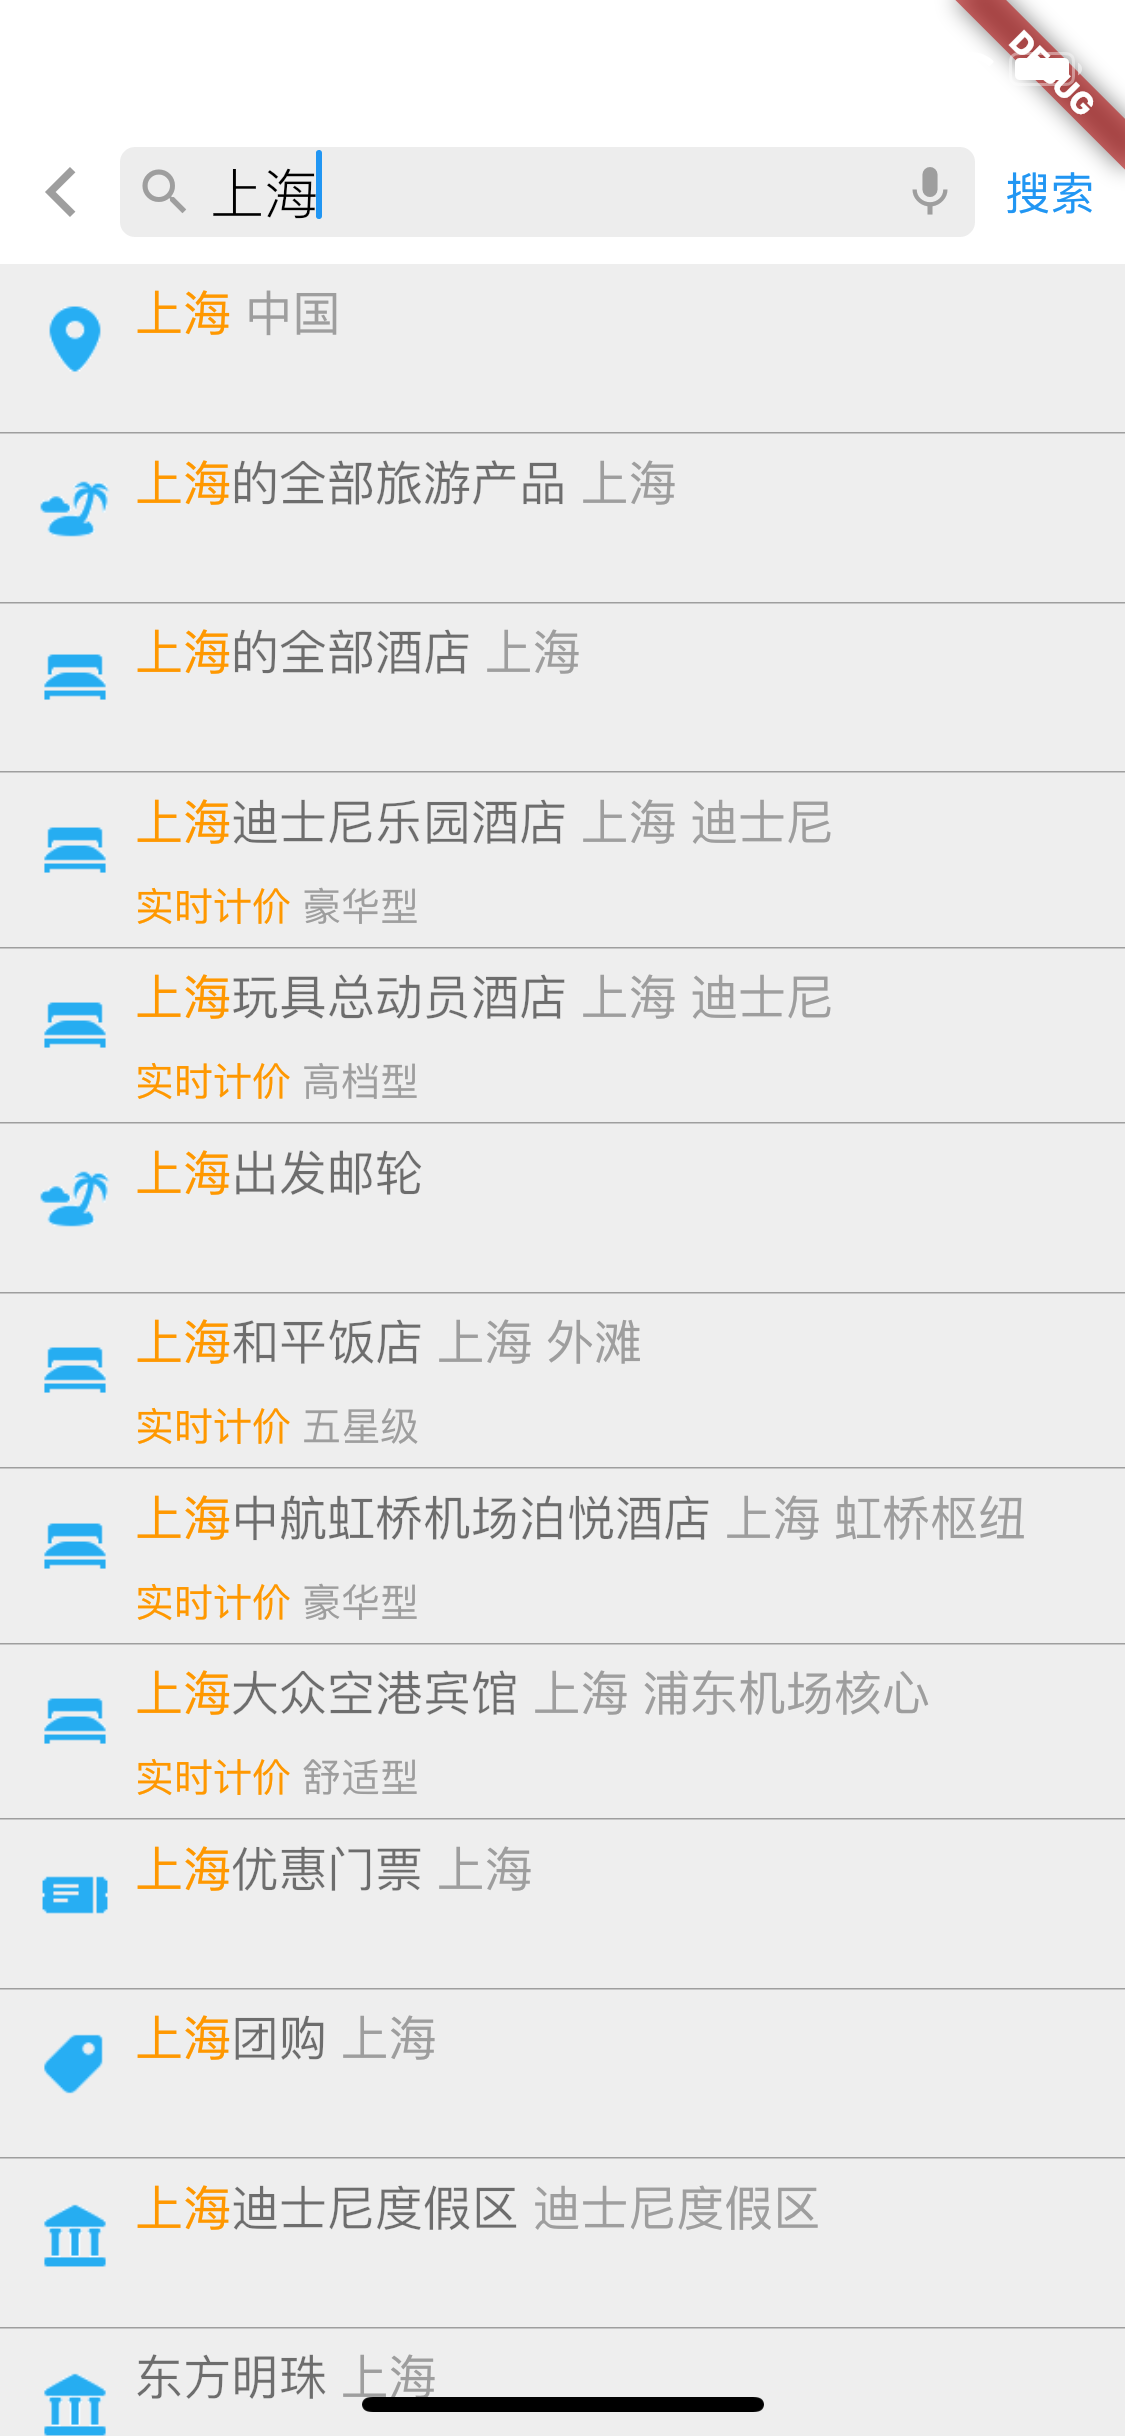 DEBUG
上海
搜索
上海 中国
上海的全部旅游产品 上海
上海的全部酒店 上海
上海迪士尼乐园酒店 上海 迪士尼
实时计价 豪华型
上海玩具总动员酒店 上海 迪士尼
实时计价 高档型
上海出发邮轮
上海和平饭店 上海 外滩
实时计价 五星级
上海中航虹桥机场泊悦酒店 上海 虹桥枢纽
实时计价 豪华型
上海大众空港宾馆 上海 浦东机场核心
实时计价 舒适型
上海优惠门票 上海
上海团购 上海
上海迪士尼度假区 迪士尼度假区
东方明珠 上海